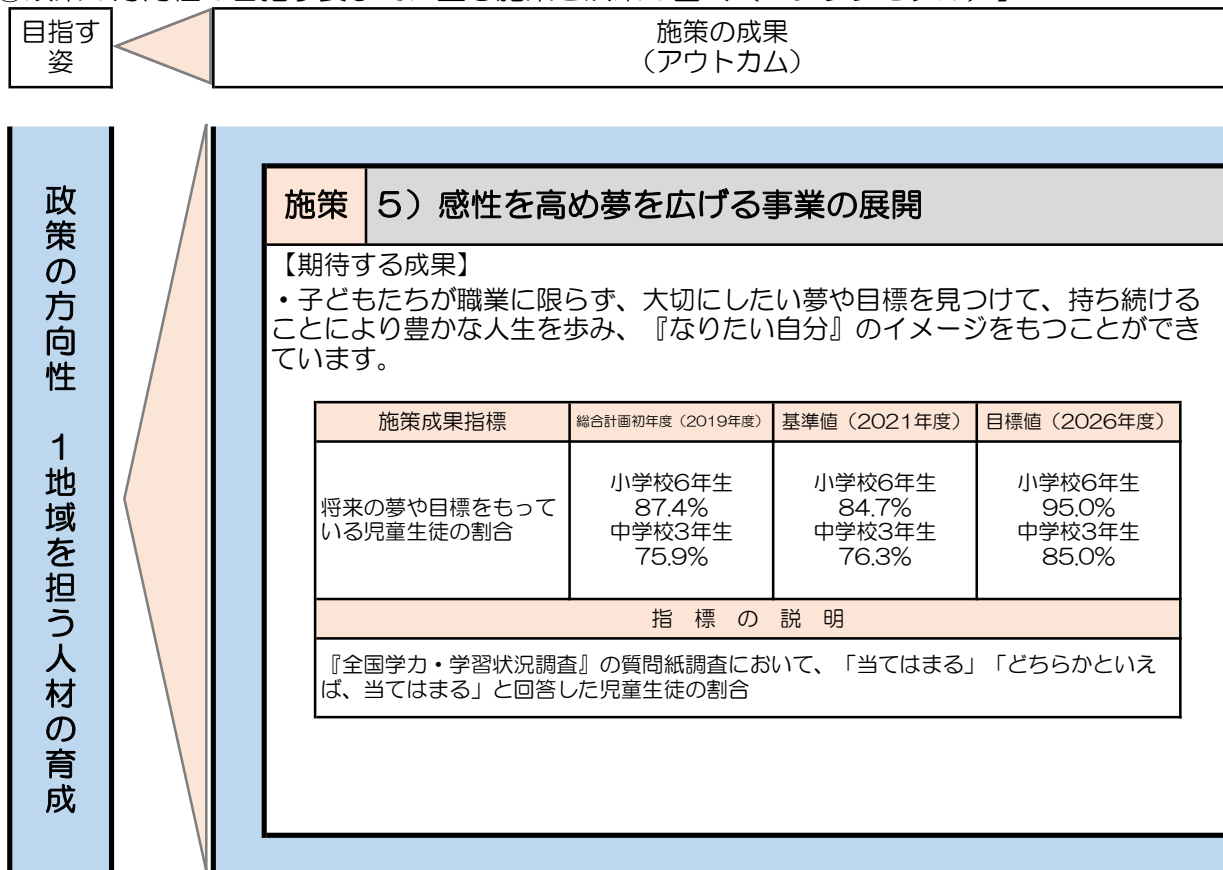 目指す
姿
施策の成果
（アウトカム）
政策の方向性　１地域を担う人材の育成
施策
５）感性を高め夢を広げる事業の展開
【期待する成果】
・子どもたちが職業に限らず、大切にしたい夢や目標を見つけて、持ち続ける
ことにより豊かな人生を歩み、『なりたい自分』のイメージをもつことができ
ています。
施策成果指標
総合計画初年度（2019年度）
基準値（2021年度）
目標値（2026年度）
将来の夢や目標をもって
いる児童生徒の割合
小学校6年生
87.4%
中学校3年生
75.9%
小学校6年生
84.7%
中学校3年生
76.3%
小学校6年生
95.0%
中学校3年生
85.0%
指　標　の　説　明
『全国学力・学習状況調査』の質問紙調査において、「当てはまる」「どちらかといえ
ば、当てはまる」と回答した児童生徒の割合